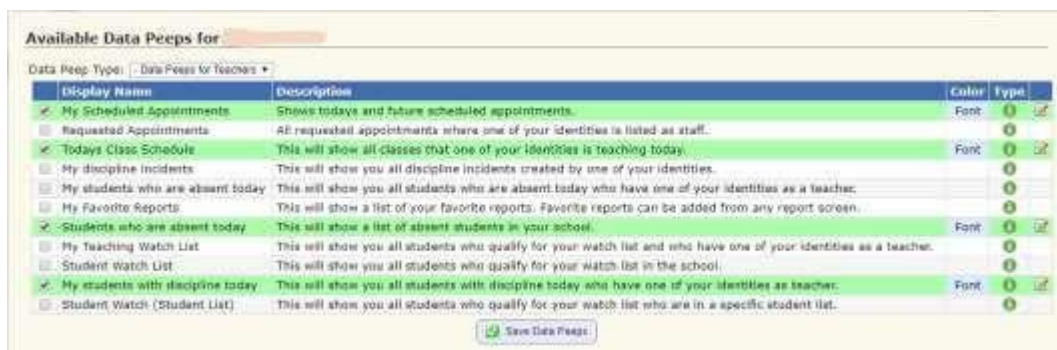 Available Data Peeps for
Data Peep Type: - Data Peeps for Teachers
Display Name Description Color Type
My Scheduled Appointments Shows todays and future scheduled appointments. Font
Requested Appointments All requested appointments where one of your identities is listed as staff.
Todays Class Schedule This will show all classes that one of your identities is teaching today. Font
My discipline incidents This will show you all discipline incidents created by one of your identities.
My students who are absent today This will show you all students who are absent today who have one of your identities as a teacher.
My Favorite Reports This will show a list of your favorite reports. Favorite reports can be added from any report screen.
Students who are absent today This will show a list of absent students in your school. Font
My Teaching Watch List This will show you all students who qualify for your watch list and who have one of your identities as a teacher.
Student Watch List This will show you all students who qualify for your watch list in the school.
My students with discipline today This will show you all students with discipline today who have one of your identities as teacher. Font
Student Watch (Student List) This will show you all students who qualify for your watch list who are in a specific student list.
Save Data Peeps